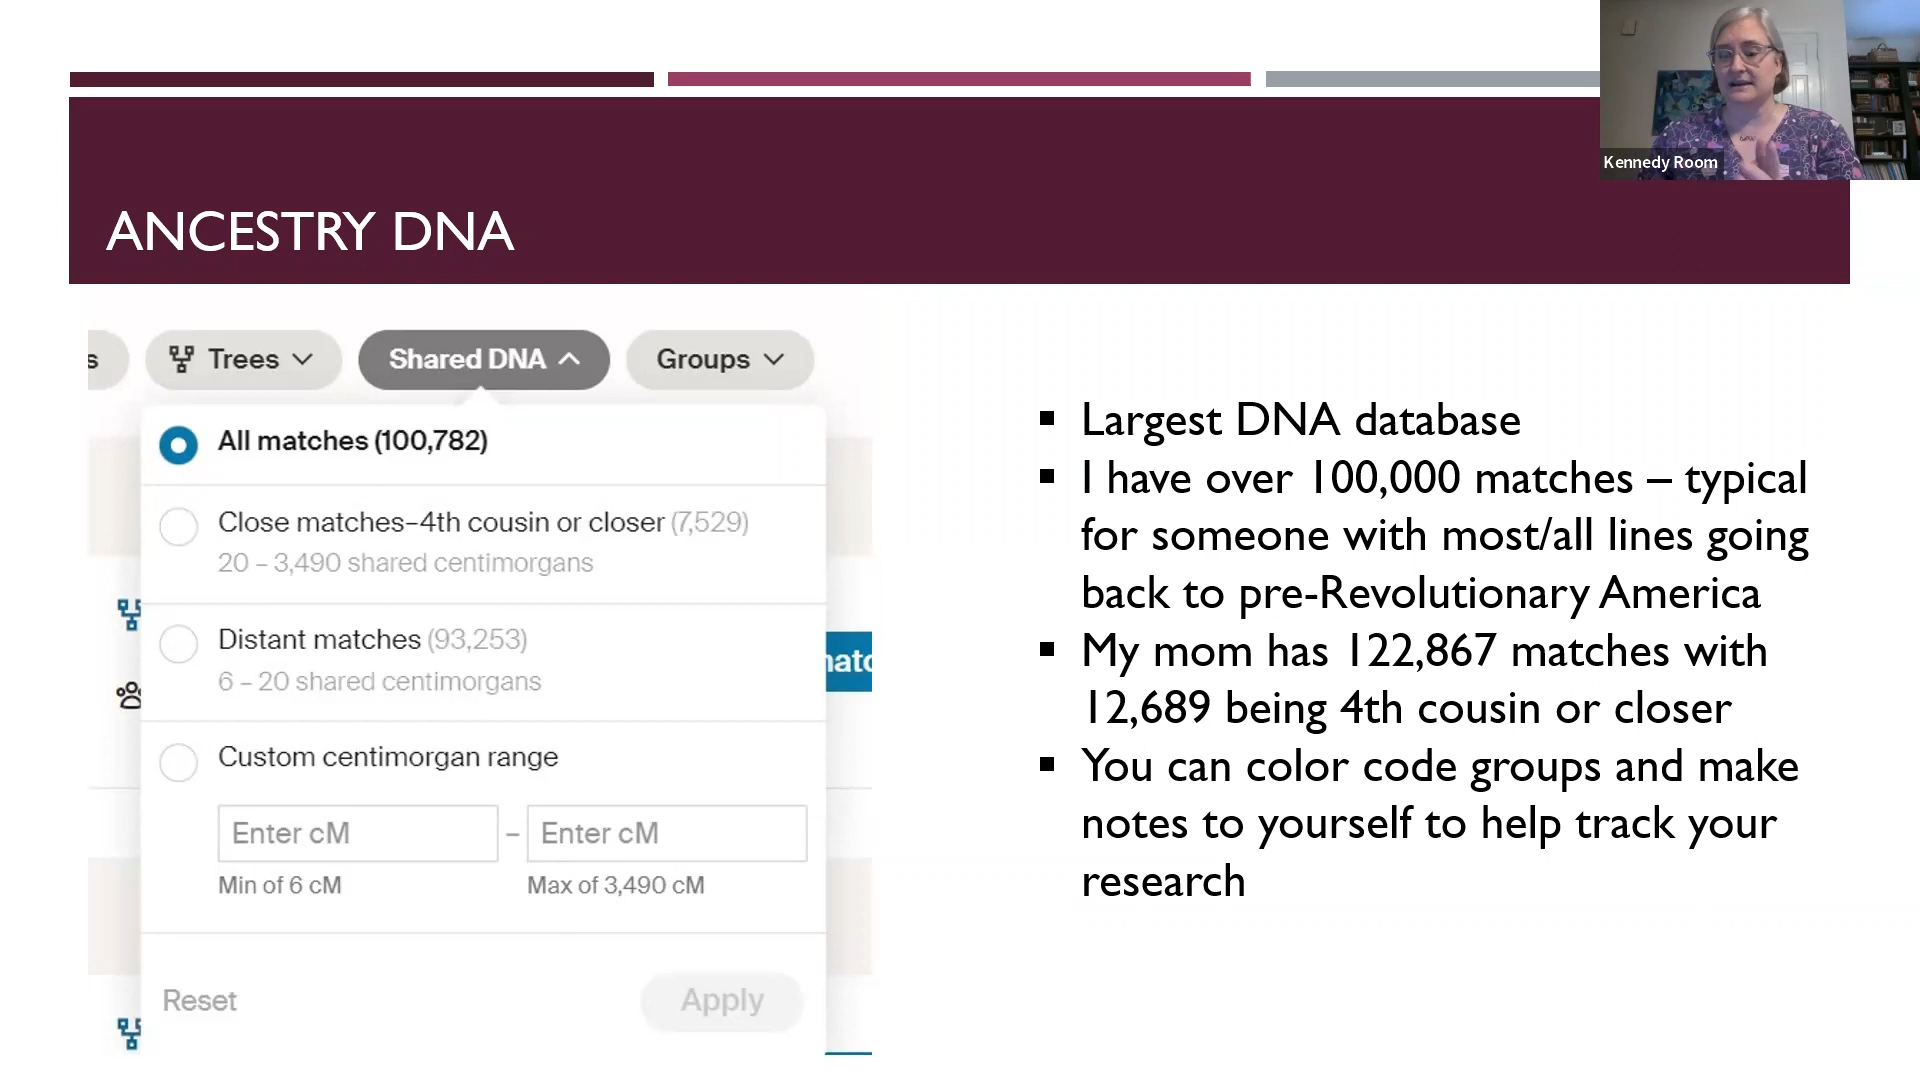 Kennedy Room
ANCESTRY DNA
s
Trees
Shared DNA
Groups
All matches (100,782)
Close matches–4th cousin or closer (7,529)
20 – 3,490 shared centimorgans
Distant matches (93,253)
6 – 20 shared centimorgans
Custom centimorgan range
Enter cM – Enter cM
Min of 6 cM
Max of 3,490 cM
Reset
Apply
▪ Largest DNA database
▪ I have over 100,000 matches – typical
for someone with most/all lines going
back to pre-Revolutionary America
▪ My mom has 122,867 matches with
12,689 being 4th cousin or closer
▪ You can color code groups and make
notes to yourself to help track your
research